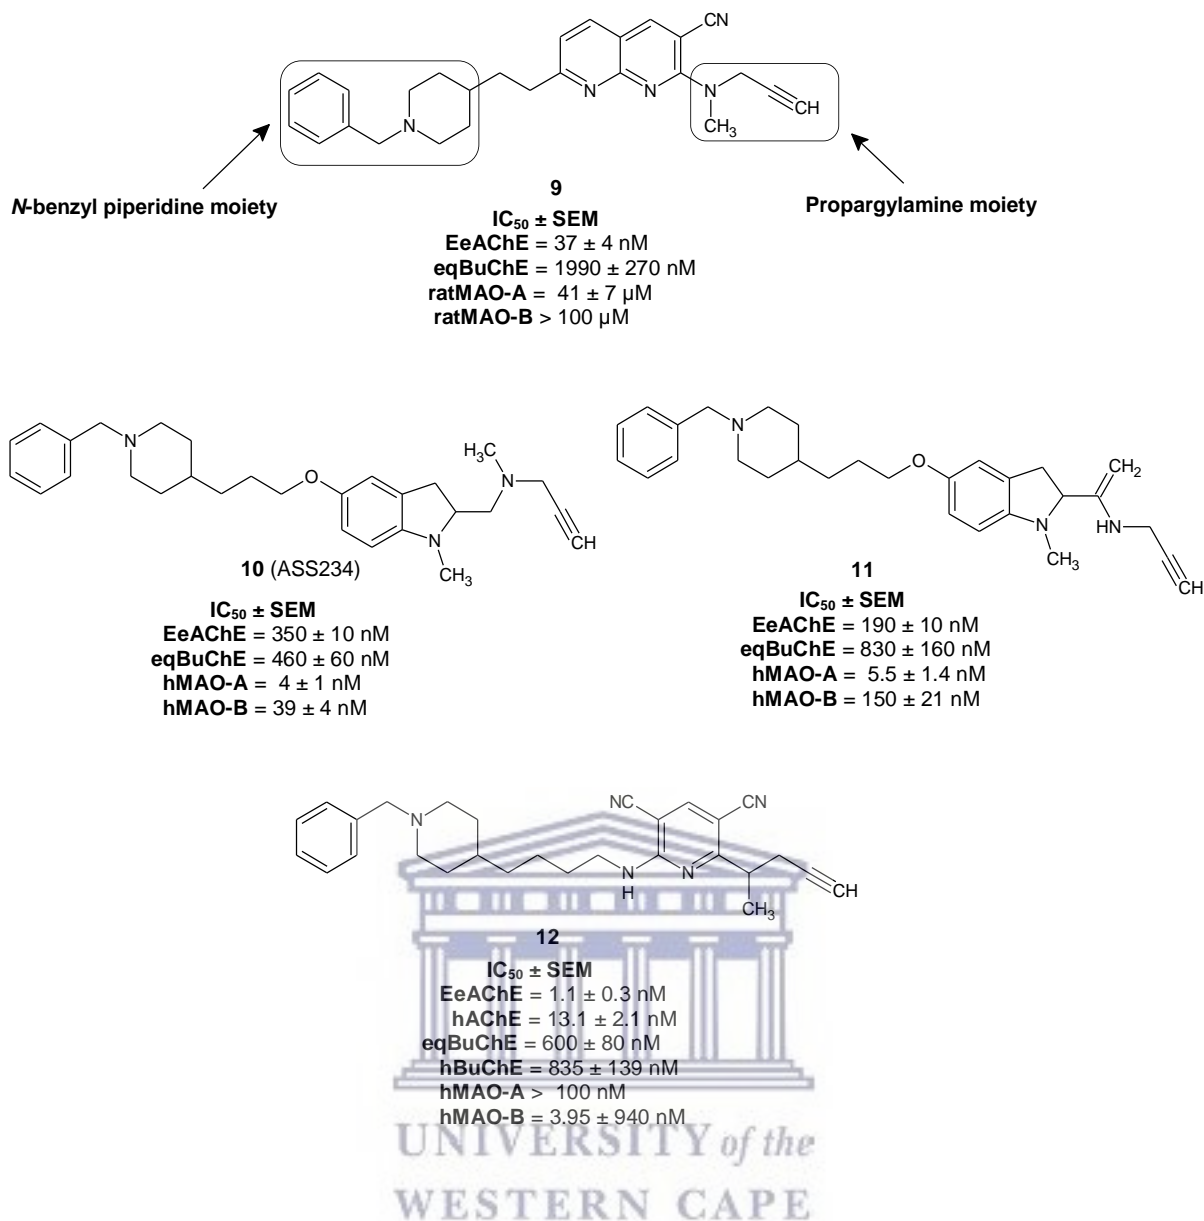 CN
N
N
N
N
CH
CH3
N-benzyl piperidine moiety
Propargylamine moiety
9
IC50 ± SEM
EeAChE = 37 ± 4 nM
eqBuChE = 1990 ± 270 nM
ratMAO-A = 41 ± 7 µM
ratMAO-B > 100 µM
N
O
H3C
N
CH
N
CH3
10 (ASS234)
IC50 ± SEM
EeAChE = 350 ± 10 nM
eqBuChE = 460 ± 60 nM
hMAO-A = 4 ± 1 nM
hMAO-B = 39 ± 4 nM
N
O
CH2
N
HN
CH3
CH
11
IC50 ± SEM
EeAChE = 190 ± 10 nM
eqBuChE = 830 ± 160 nM
hMAO-A = 5.5 ± 1.4 nM
hMAO-B = 150 ± 21 nM
N
NC
CN
N
H
N
CH
CH3
12
IC50 ± SEM
EeAChE = 1.1 ± 0.3 nM
hAChE = 13.1 ± 2.1 nM
eqBuChE = 600 ± 80 nM
hBuChE = 835 ± 139 nM
hMAO-A > 100 nM
hMAO-B = 3.95 ± 940 nM
UNIVERSITY of the
WESTERN CAPE